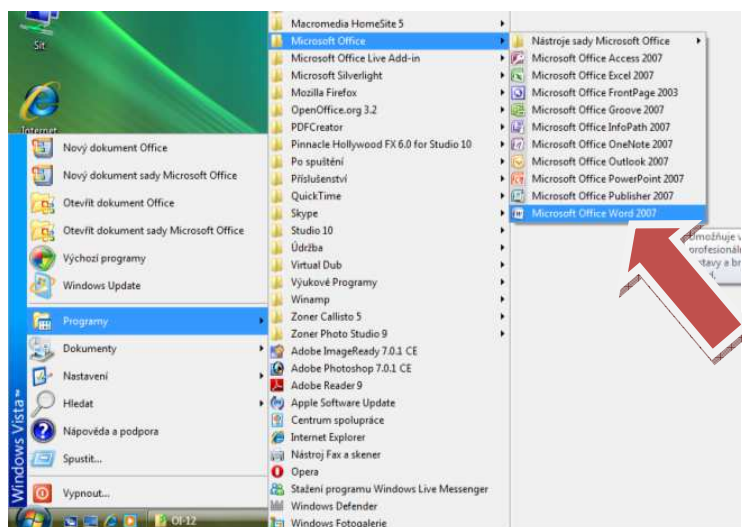 Síť
Internet
Nový dokument Office
Nový dokument sady Microsoft Office
Otevřít dokument Office
Otevřít dokument sady Microsoft Office
Výchozí programy
Windows Update
Programy
Dokumenty
Nastavení
Hledat
Nápověda a podpora
Spustit...
Vypnout...
Windows Vista™
OI-12
Macromedia HomeSite 5
Microsoft Office
Microsoft Office Live Add-in
Microsoft Silverlight
Mozilla Firefox
OpenOffice.org 3.2
PDFCreator
Pinnacle Hollywood FX 6.0 for Studio 10
Po spuštění
Příslušenství
QuickTime
Skype
Studio 10
Údržba
Virtual Dub
Výukové Programy
Winamp
Zoner Callisto 5
Zoner Photo Studio 9
Adobe ImageReady 7.0.1 CE
Adobe Photoshop 7.0.1 CE
Adobe Reader 9
Apple Software Update
Centrum spolupráce
Internet Explorer
Nástroj Fax a skener
Opera
Stažení programu Windows Live Messenger
Windows Defender
Windows Fotogalerie
Nástroje sady Microsoft Office
Microsoft Office Access 2007
Microsoft Office Excel 2007
Microsoft Office FrontPage 2003
Microsoft Office Groove 2007
Microsoft Office InfoPath 2007
Microsoft Office OneNote 2007
Microsoft Office Outlook 2007
Microsoft Office PowerPoint 2007
Microsoft Office Publisher 2007
Microsoft Office Word 2007